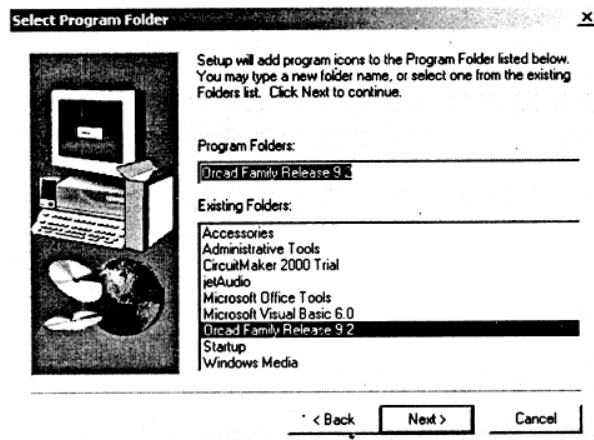 Select Program Folder
Setup will add program icons to the Program Folder listed below.
You may type a new folder name, or select one from the existing
Folders list. Click Next to continue.
Program Folders:
Orcad Family Release 9.2
Existing Folders:
Accessories
Administrative Tools
CircuitMaker 2000 Trial
jetAudio
Microsoft Office Tools
Microsoft Visual Basic 6.0
Orcad Family Release 9.2
Startup
Windows Media
< Back Next > Cancel